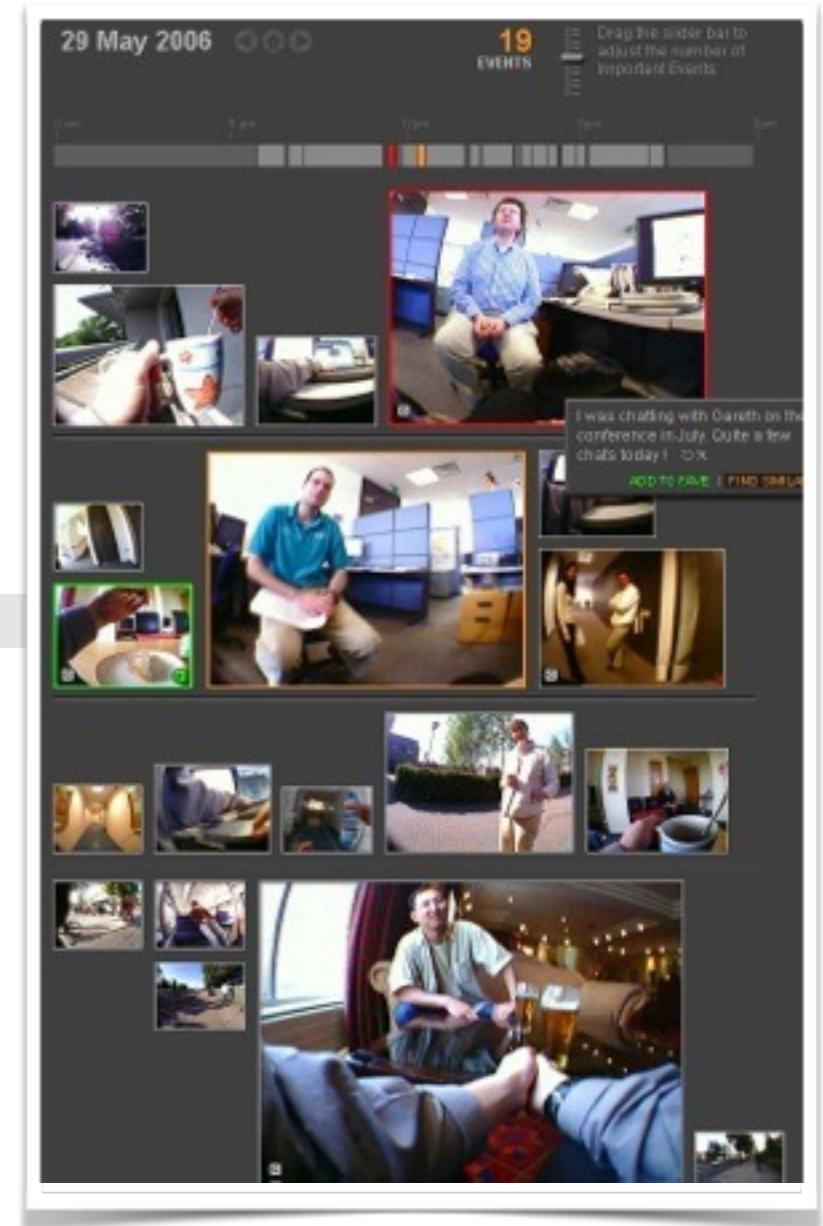 29 May 2006
19
EVENTS
Drag the slider bar to
adjust the number of
Important Events
12pm
I was chatting with Gareth on the
conference in July. Quite a few
chats today!
ADD TO FAVE | FIND SIMILA